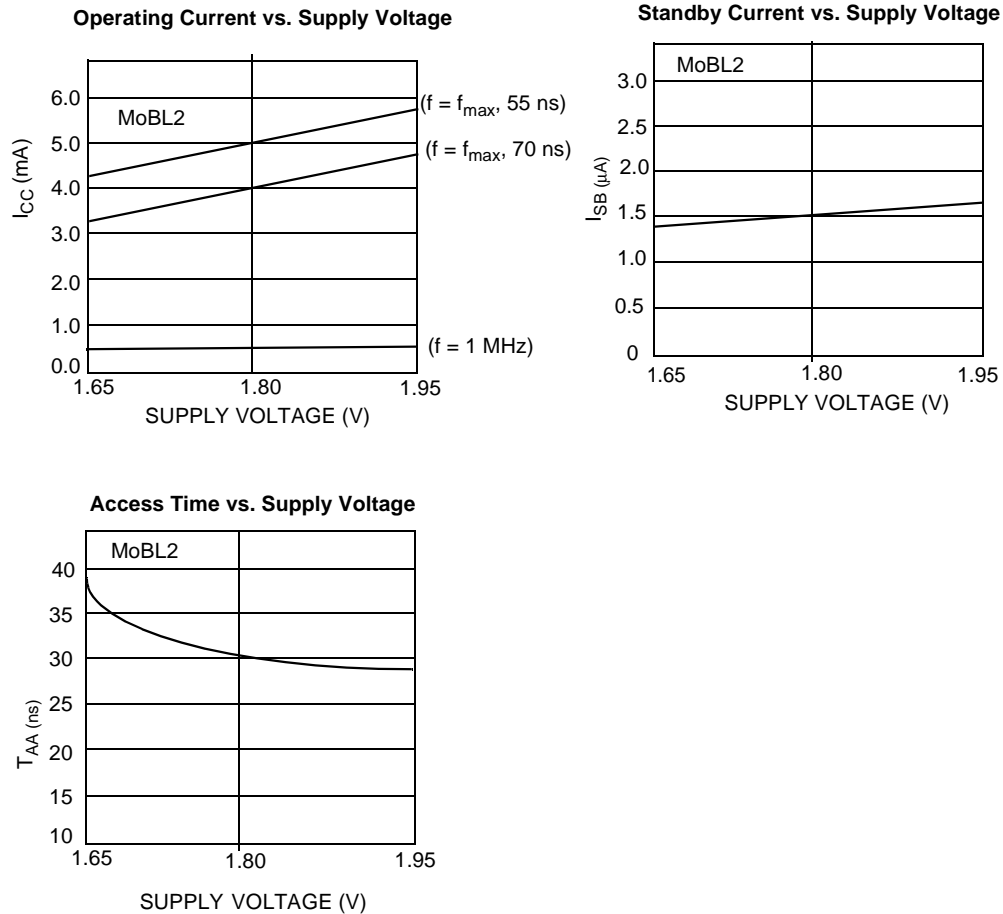 Operating Current vs. Supply Voltage
6.0
5.0
4.0
3.0
2.0
1.0
0.0
ICC (mA)
MoBL2
(f = fmax, 55 ns)
(f = fmax, 70 ns)
(f = 1 MHz)
1.65
1.80
1.95
SUPPLY VOLTAGE (V)
Standby Current vs. Supply Voltage
3.0
2.5
2.0
1.5
1.0
0.5
0
ISB (µA)
MoBL2
1.65
1.80
1.95
SUPPLY VOLTAGE (V)
Access Time vs. Supply Voltage
40
35
30
25
20
15
10
TAA (ns)
MoBL2
1.65
1.80
1.95
SUPPLY VOLTAGE (V)